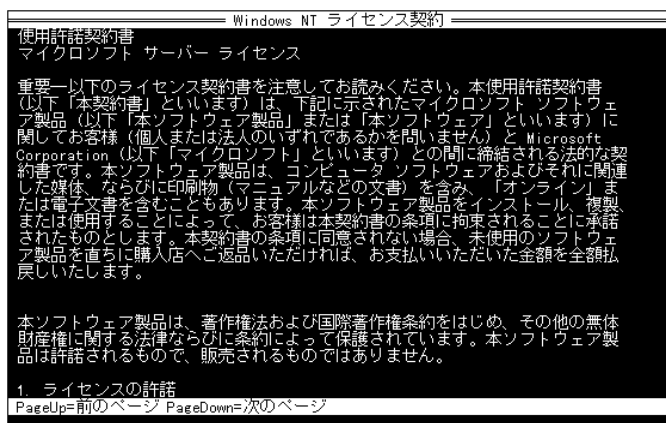 Windows NT ライセンス契約
使用許諾契約書
マイクロソフト サーバー ライセンス
重要―以下のライセンス契約書を注意してお読みください。本使用許諾契約書
(以下「本契約書」といいます) は、下記に示されたマイクロソフト ソフトウェ
ア製品 (以下「本ソフトウェア製品」または「本ソフトウェア」といいます) に
関してお客様 (個人または法人のいずれであるかを問いません) と Microsoft
Corporation (以下「マイクロソフト」といいます) との間に締結される法的な契
約書です。本ソフトウェア製品は、コンピュータ ソフトウェアおよびそれに関連
した媒体、ならびに印刷物 (マニュアルなどの文書) を含み、「オンライン」ま
たは電子文書を含むこともあります。本ソフトウェア製品をインストール、複製、
または使用することによって、お客様は本契約書の条項に拘束されることに承諾
されたものとします。本契約書の条項に同意されない場合、未使用のソフトウェ
ア製品を直ちに購入店へご返品いただければ、お支払いいただいた金額を全額払
戻しいたします。
本ソフトウェア製品は、著作権法および国際著作権条約をはじめ、その他の無体
財産権に関する法律ならびに条約によって保護されています。本ソフトウェア製
品は許諾されるもので、販売されるものではありません。
1. ライセンスの許諾
PageUp=前のページ PageDown=次のページ